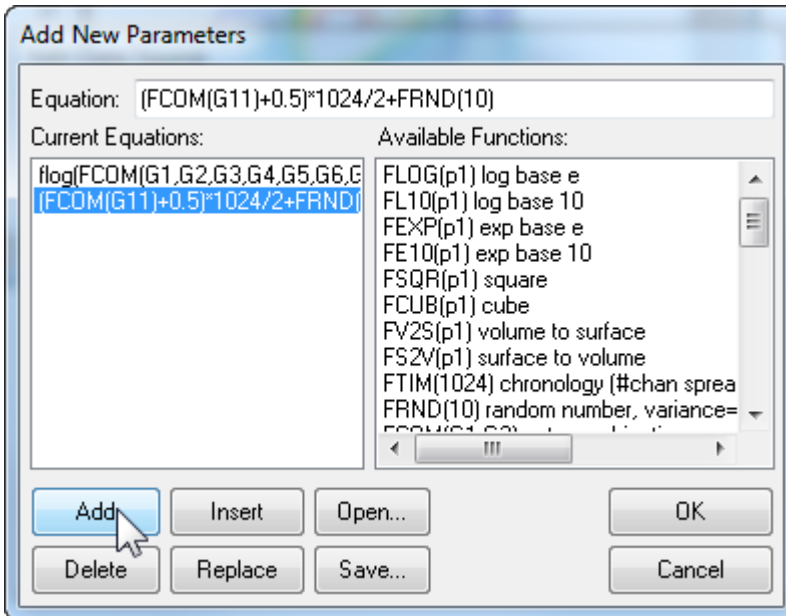 Add New Parameters
Equation: (FCOM(G11)+0.5)*1024/2+FRND(10)
Current Equations:
flog(FCOM(G1,G2,G3,G4,G5,G6,G
(FCOM(G11)+0.5)*1024/2+FRND(
Available Functions:
FLOG(p1) log base e
FL10(p1) log base 10
FEXP(p1) exp base e
FE10(p1) exp base 10
FSQR(p1) square
FCUB(p1) cube
FV2S(p1) volume to surface
FS2V(p1) surface to volume
FTIM(1024) chronology (#chan sprea
FRND(10) random number, variance=
Add Insert Open... OK
Delete Replace Save... Cancel